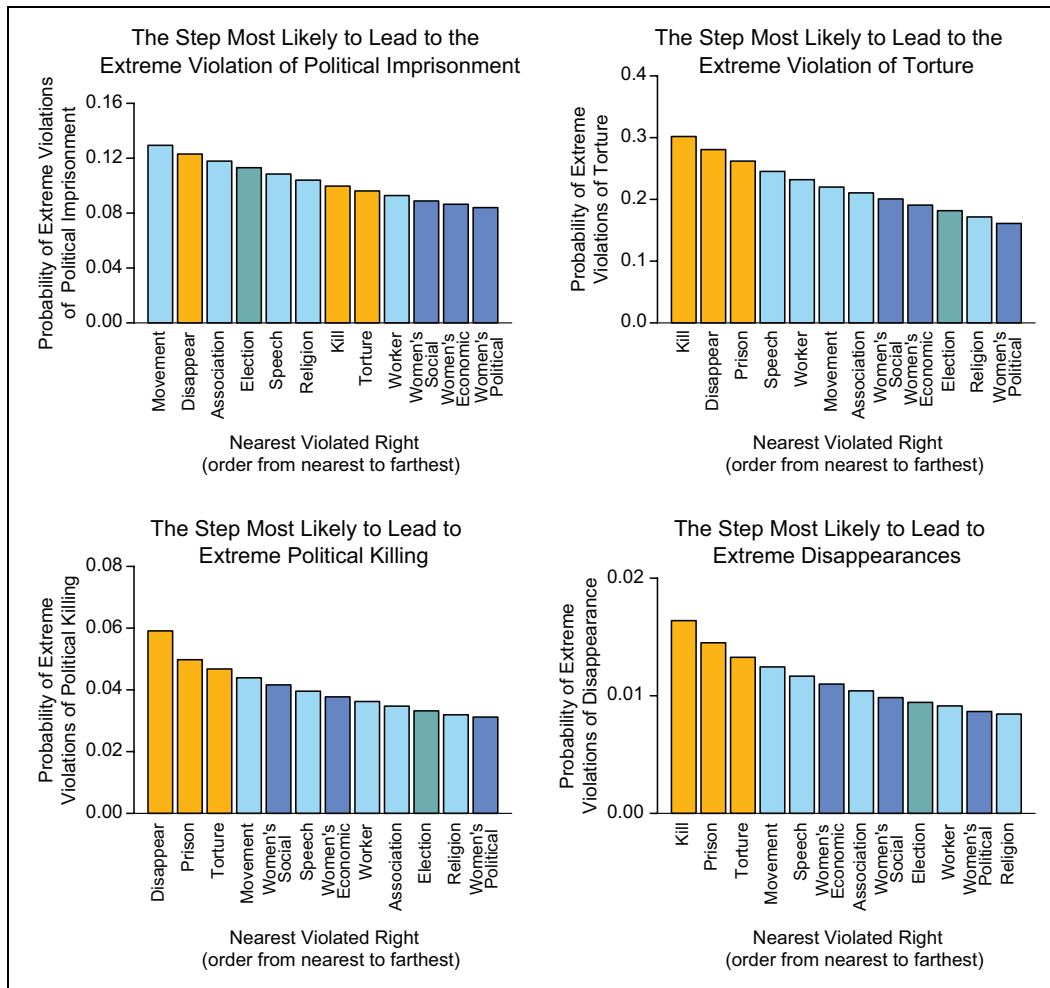 The Step Most Likely to Lead to the
Extreme Violation of Political Imprisonment
Probability of Extreme Violations
of Political Imprisonment
0.16
0.12
0.08
0.04
0.00
Movement
Disappear
Association
Election
Speech
Religion
Kill
Torture
Worker
Women's
Social
Women's
Economic
Women's
Political
Nearest Violated Right
(order from nearest to farthest)
The Step Most Likely to Lead to the
Extreme Violation of Torture
Probability of Extreme
Violations of Torture
0.4
0.3
0.2
0.1
0.0
Kill
Disappear
Prison
Speech
Worker
Movement
Association
Women's
Social
Women's
Economic
Election
Religion
Women's
Political
Nearest Violated Right
(order from nearest to farthest)
The Step Most Likely to Lead to
Extreme Political Killing
Probability of Extreme
Violations of Political Killing
0.08
0.06
0.04
0.02
0.00
Disappear
Prison
Torture
Movement
Women's
Social
Speech
Women's
Economic
Worker
Association
Election
Religion
Women's
Political
Nearest Violated Right
(order from nearest to farthest)
The Step Most Likely to Lead to
Extreme Disappearances
Probability of Extreme
Violations of Disappearance
0.02
0.01
0.00
Kill
Prison
Torture
Movement
Speech
Women's
Economic
Association
Women's
Social
Election
Worker
Women's
Political
Religion
Nearest Violated Right
(order from nearest to farthest)